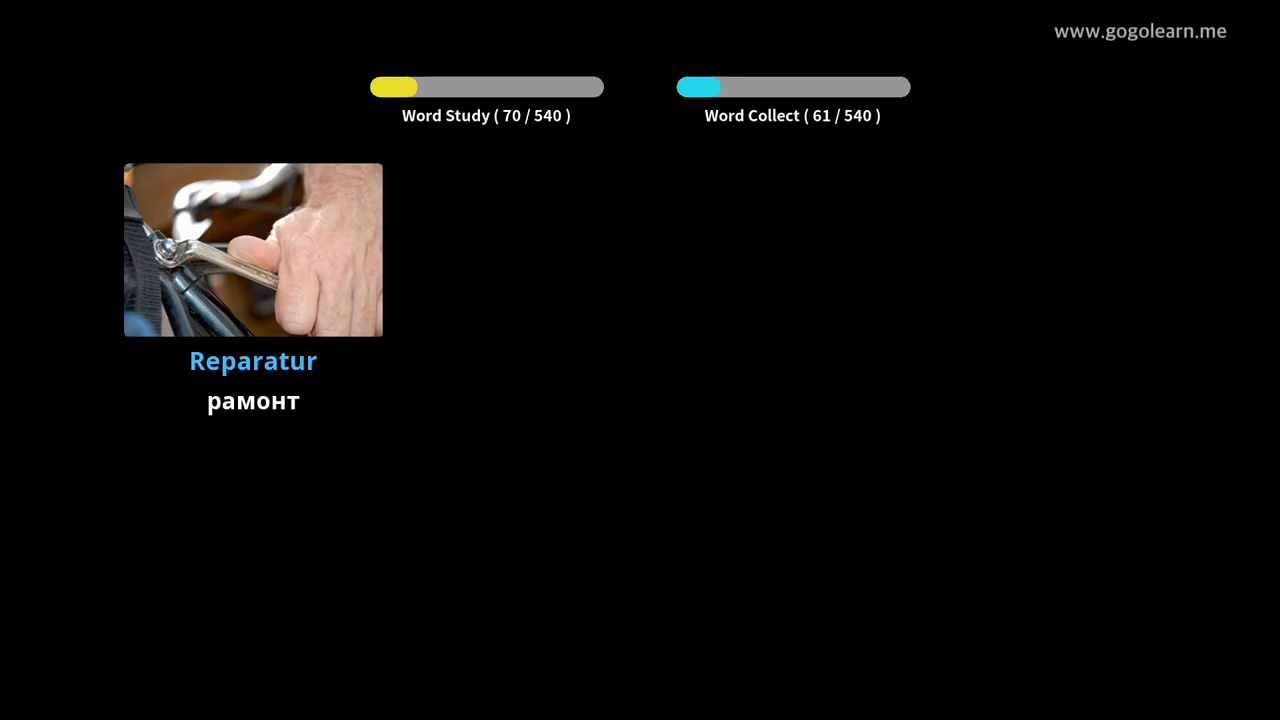 www.gogolearn.me
Word Study ( 70 / 540 )
Word Collect ( 61 / 540 )
Reparatur
рамонт